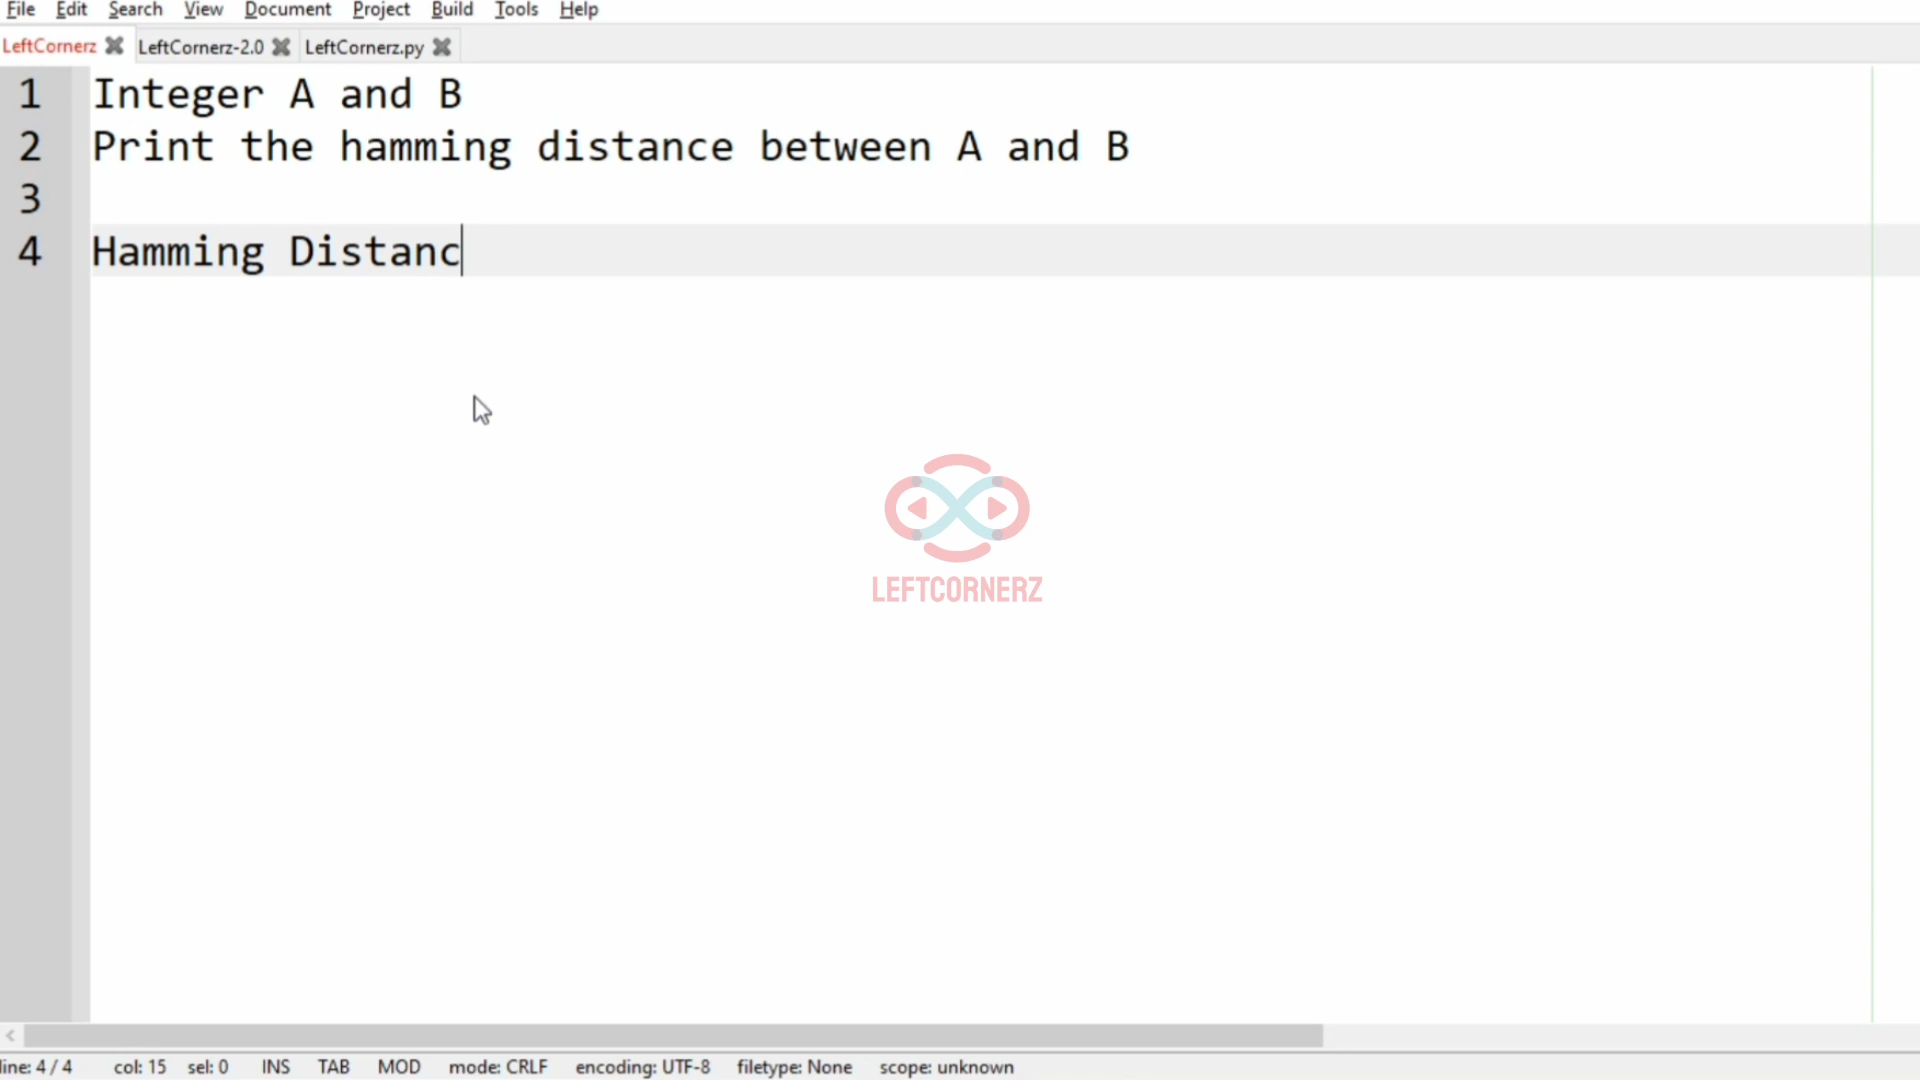 File Edit Search View Document Project Build Tools Help
LeftCornerz LeftCornerz-2.0 LeftCornerz.py
1 Integer A and B
2 Print the hamming distance between A and B
3
4 Hamming Distanc
LEFTCORNERZ
line: 4 / 4 col: 15 sel: 0 INS TAB MOD mode: CRLF encoding: UTF-8 filetype: None scope: unknown